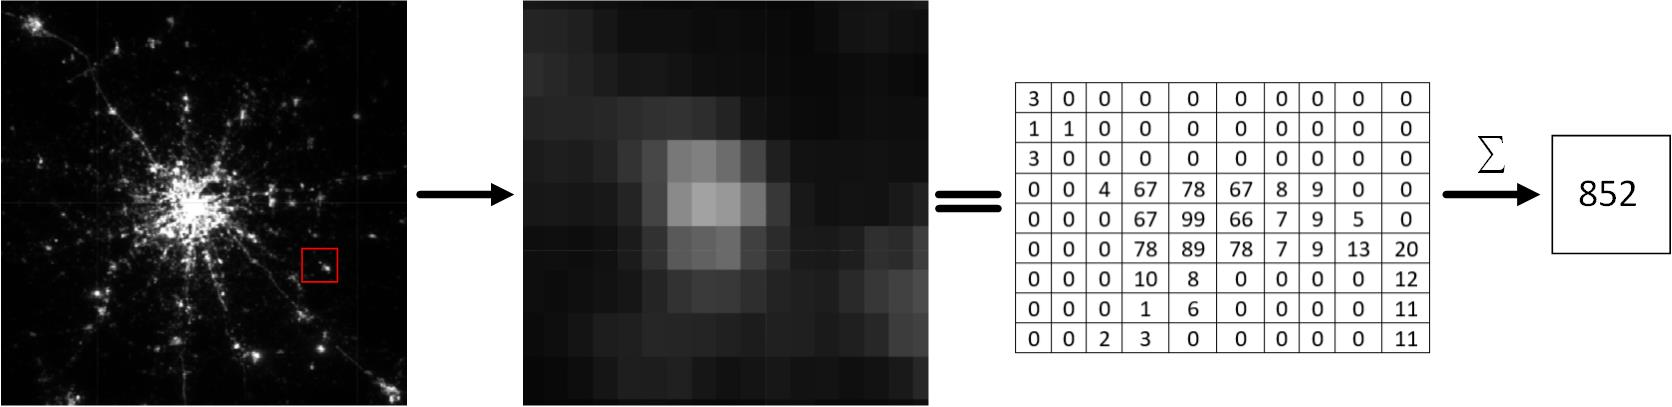 3 0 0 0 0 0 0 0 0 0
1 1 0 0 0 0 0 0 0 0
3 0 0 0 0 0 0 0 0 0
0 0 4 67 78 67 8 9 0 0
0 0 0 67 99 66 7 9 5 0
0 0 0 78 89 78 7 9 13 20
0 0 0 10 8 0 0 0 0 12
0 0 0 1 6 0 0 0 0 11
0 0 2 3 0 0 0 0 0 11
∑
852